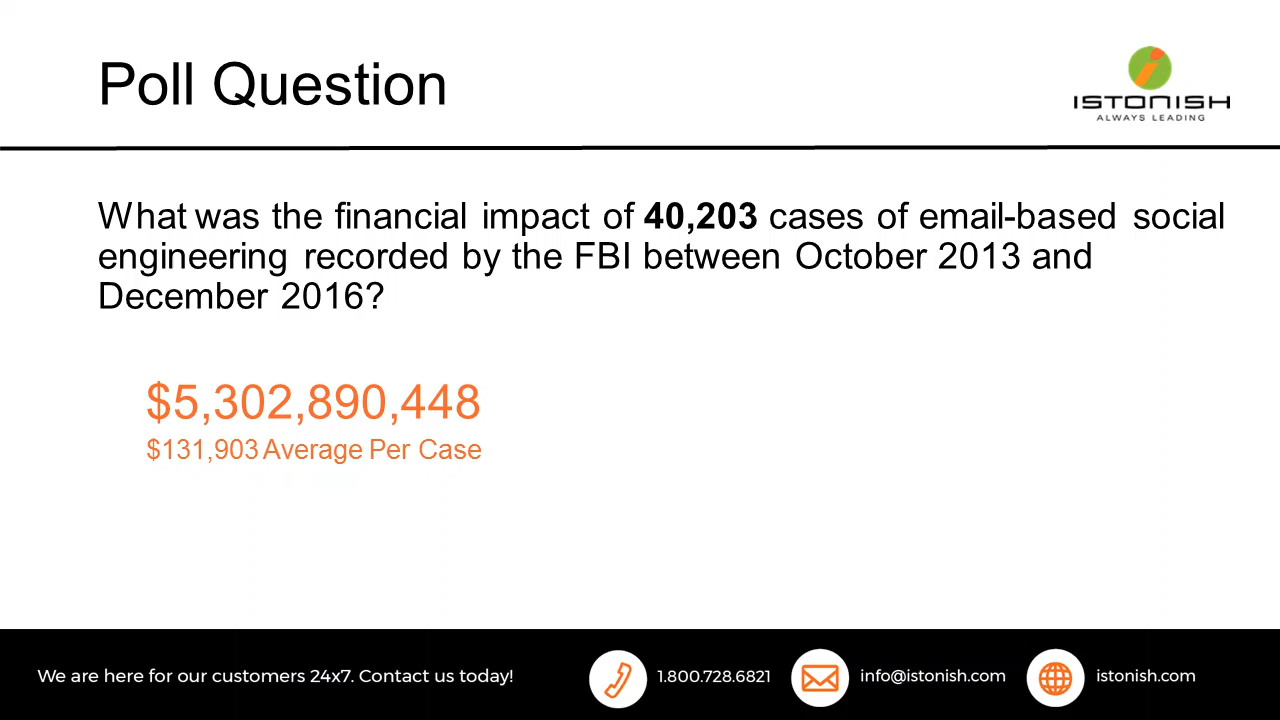 Poll Question
ISTONISH
ALWAYS LEADING
What was the financial impact of 40,203 cases of email-based social
engineering recorded by the FBI between October 2013 and
December 2016?
$5,302,890,448
$131,903 Average Per Case
We are here for our customers 24x7. Contact us today!
1.800.728.6821
info@istonish.com
istonish.com